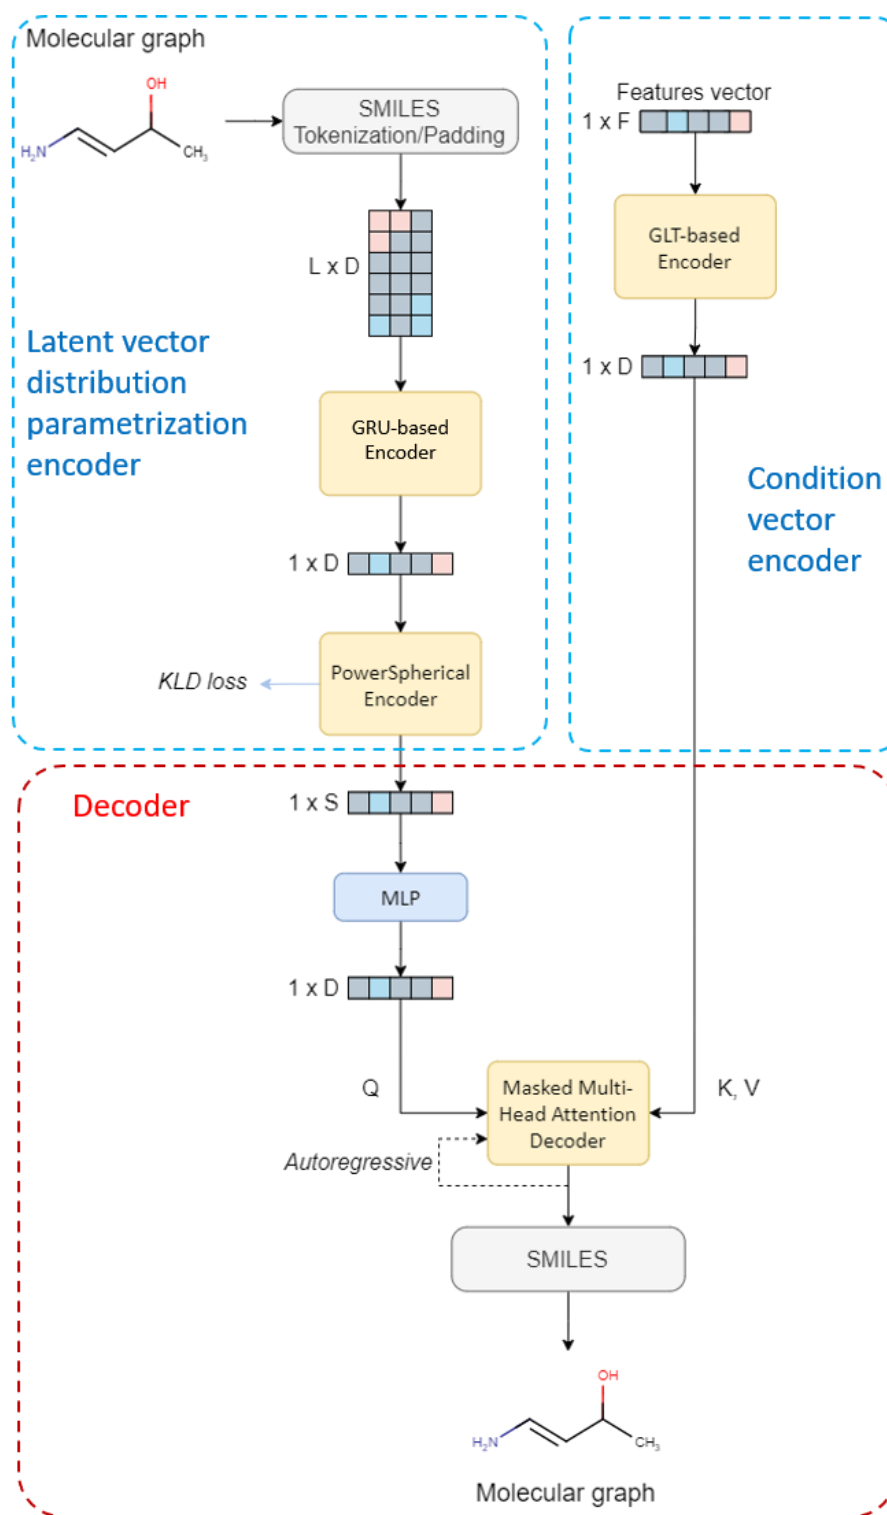 Molecular graph
OH
H₂N
CH₃
SMILES
Tokenization/Padding
L x D
GRU-based
Encoder
1 x D
PowerSpherical
Encoder
KLD loss
Latent vector
distribution
parametrization
encoder
Features vector
1 x F
GLT-based
Encoder
1 x D
Condition
vector
encoder
Decoder
1 x S
MLP
1 x D
Q
Masked Multi-
Head Attention
Decoder
K, V
Autoregressive
SMILES
OH
H₂N
CH₃
Molecular graph